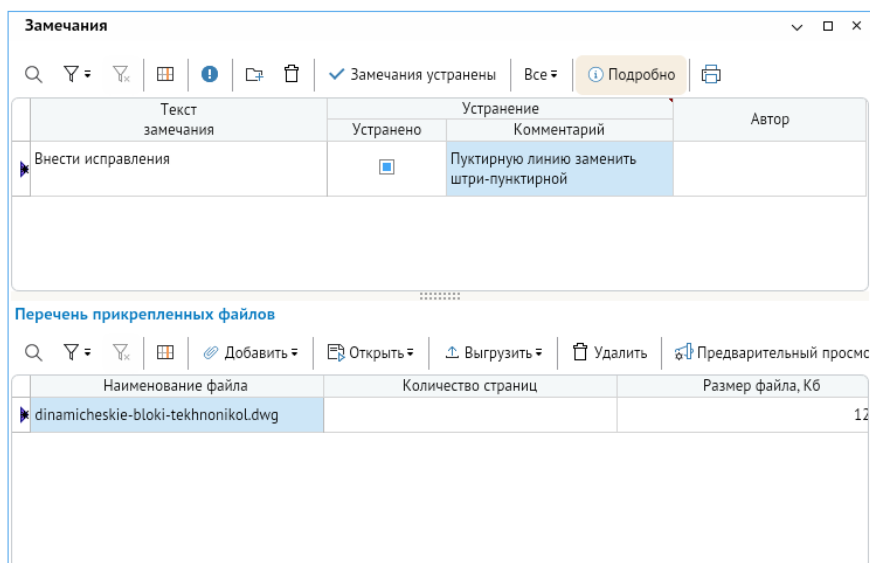 Замечания
Замечания устранены
Все
Подробно
Текст
замечания
Устранение
Устранено
Комментарий
Автор
Внести исправления
Пуктирную линию заменить
штри-пунктирной
Перечень прикрепленных файлов
Добавить
Открыть
Выгрузить
Удалить
Предварительный просмо
Наименование файла
Количество страниц
Размер файла, Кб
dinamicheskie-bloki-tekhnonikol.dwg
12